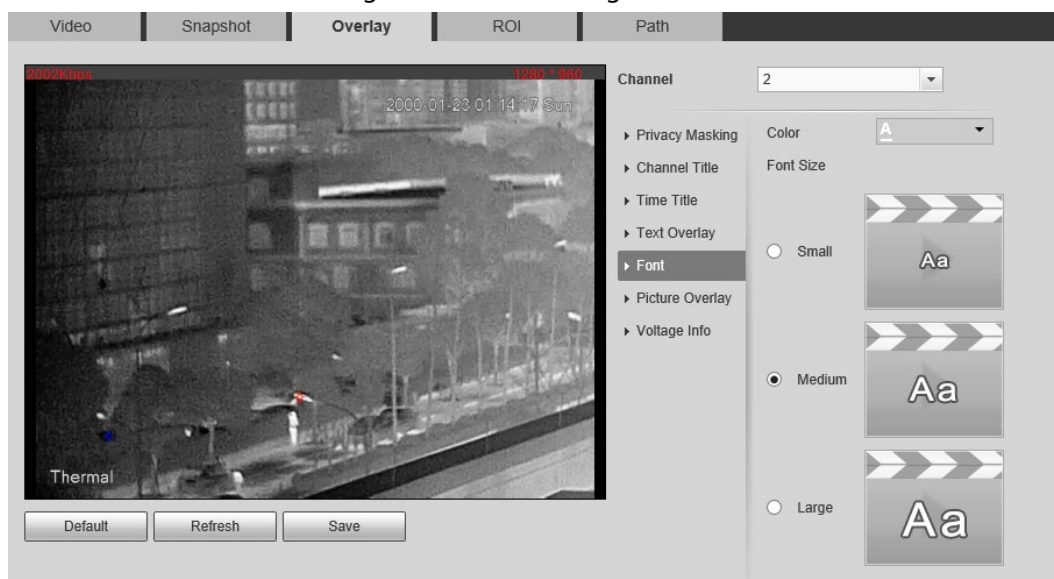 Video Snapshot Overlay ROI Path
2002Kbps 1280 * 960
2000-01-23 01:14:17 Sun
Thermal
Default Refresh Save
Channel 2
Privacy Masking
Channel Title
Time Title
Text Overlay
Font
Picture Overlay
Voltage Info
Color A
Font Size
Small Aa
Medium Aa
Large Aa